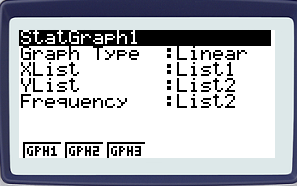 StatGraph1
Graph Type :Linear
XList :List1
YList :List2
Frequency :List2
GPH1 GPH2 GPH3